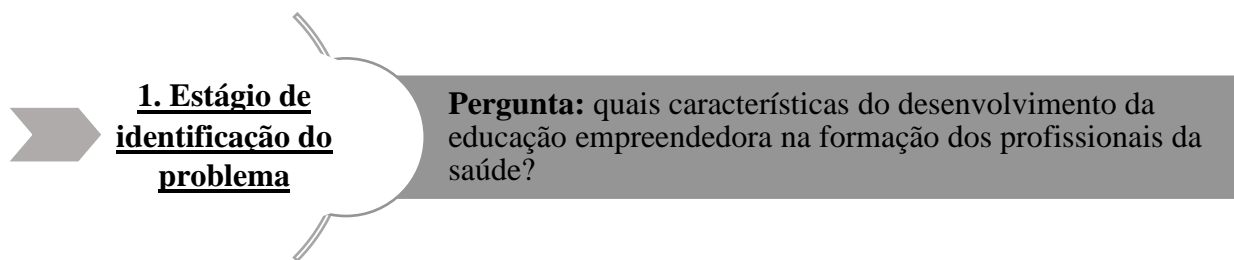 1. Estágio de
identificação do
problema
Pergunta: quais características do desenvolvimento da
educação empreendedora na formação dos profissionais da
saúde?